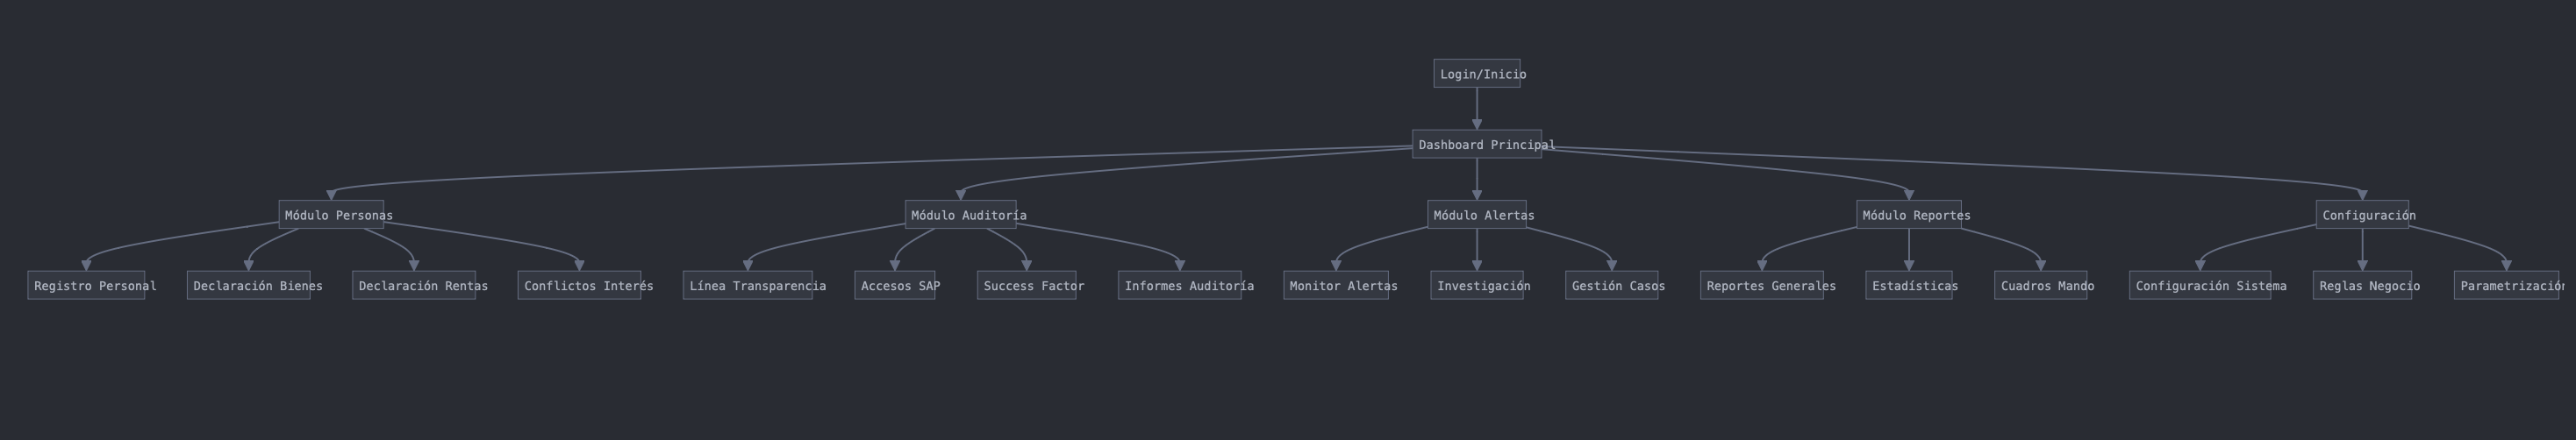 Login/Inicio
Dashboard Principal
Módulo Personas
Módulo Auditoría
Módulo Alertas
Módulo Reportes
Configuración
Registro Personal
Declaración Bienes
Declaración Rentas
Conflictos Interés
Línea Transparencia
Accesos SAP
Success Factor
Informes Auditoría
Monitor Alertas
Investigación
Gestión Casos
Reportes Generales
Estadísticas
Cuadros Mando
Configuración Sistema
Reglas Negocio
Parametrización